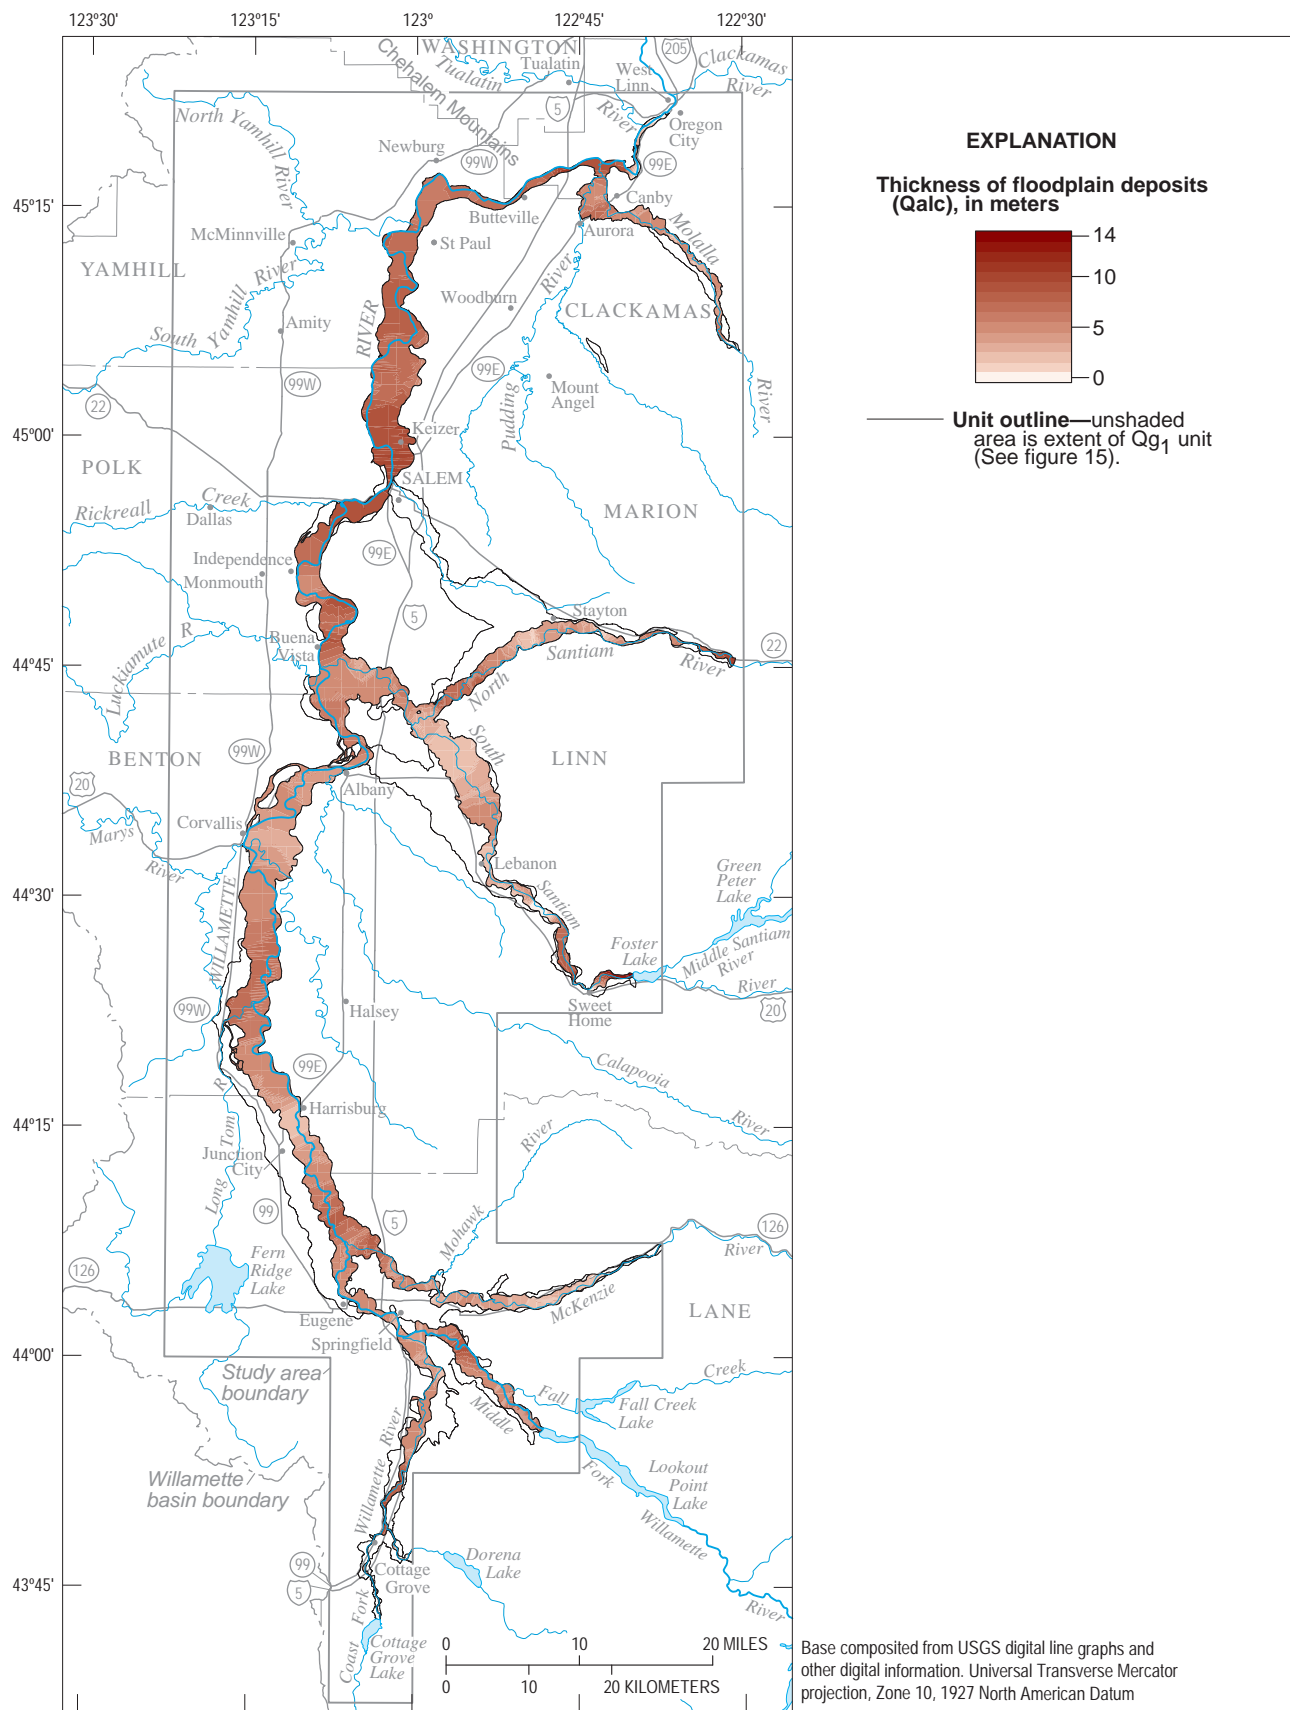 123°30'
123°15'
123°
122°45'
122°30'
WASHINGTON
Tualatin
205
Clackamas
River
Chehalem Mountains
Tualatin
River
West
Linn
5
Oregon
City
North Yamhill River
Newburg
99W
99E
45°15'
Canby
Butteville
Aurora
Molalla
River
McMinnville
St Paul
YAMHILL
River
Yamhill
South
Woodburn
River
Pudding
CLACKAMAS
RIVER
Amity
99W
99E
Mount
Angel
22
45°00'
Keizer
POLK
SALEM
Rickreall
Creek
Dallas
MARION
Independence
Monmouth
99E
5
Stayton
Luckiamute R
Buena
Vista
44°45'
North
Santiam
River
22
South
BENTON
99W
LINN
20
Albany
Corvallis
Marys
River
Lebanon
Green
Peter
Lake
44°30'
WILLAMETTE
Santiam
Foster
Lake
Middle Santiam
River
River
Sweet
Home
20
99W
Halsey
99E
Calapooia
River
R
Harrisburg
44°15'
Tom
Junction
City
River
Long
99
5
Mohawk
126
River
Fern
Ridge
Lake
126
McKenzie
LANE
Eugene
Springfield
44°00'
Study area
boundary
Creek
Fall
Fall Creek
Lake
Middle
River
Willamette
Willamette
basin boundary
Fork
Lookout
Point
Lake
Willamette
River
99
5
Dorena
Lake
Cottage
Grove
43°45'
Fork
Coast
Cottage
Grove
Lake
0 10 20 MILES
0 10 20 KILOMETERS
EXPLANATION
Thickness of floodplain deposits
(Qalc), in meters
14
10
5
0
Unit outline—unshaded
area is extent of Qg1 unit
(See figure 15).
Base composited from USGS digital line graphs and
other digital information. Universal Transverse Mercator
projection, Zone 10, 1927 North American Datum